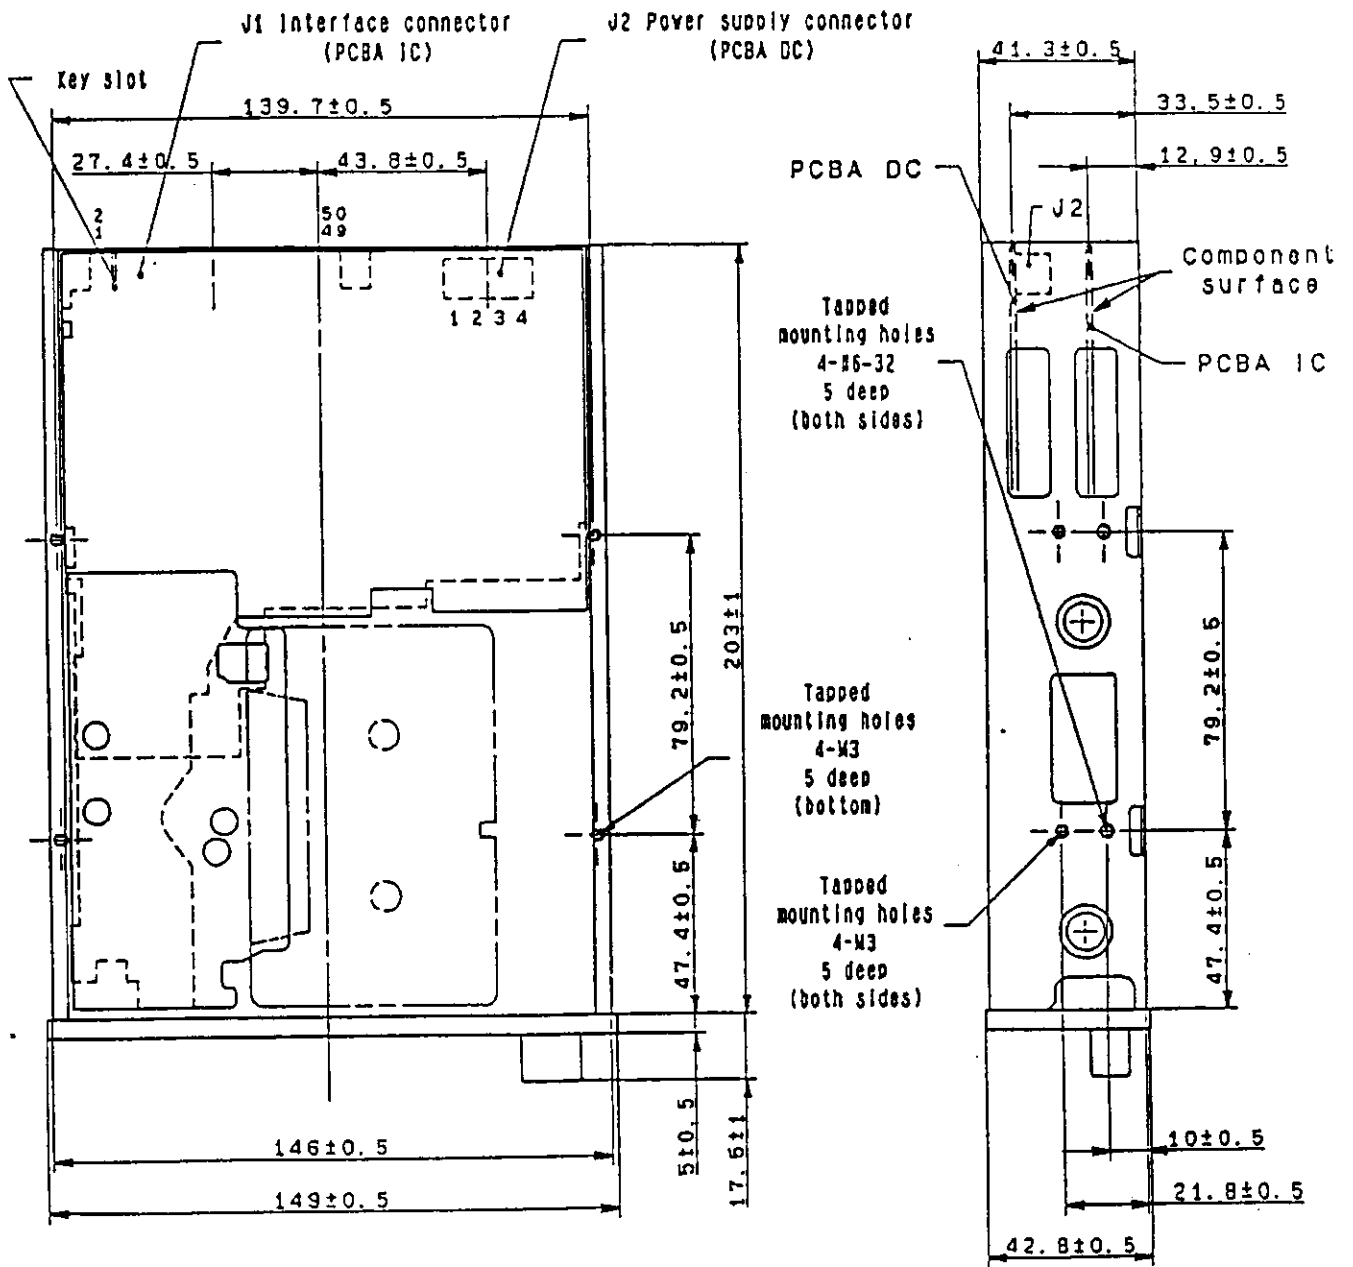 J1 Interface connector
(PCBA IC)
J2 Power supply connector
(PCBA DC)
Key slot
139.7±0.5
27.4±0.5
43.8±0.5
2
1
50
49
1 2 3 4
203±1
79.2±0.5
47.4±0.5
5±0.5
17.5±1
146±0.5
149±0.5
Tapped
mounting holes
4-#6-32
5 deep
(both sides)
Tapped
mounting holes
4-M3
5 deep
(bottom)
Tapped
mounting holes
4-M3
5 deep
(both sides)
41.3±0.5
33.5±0.5
12.9±0.5
PCBA DC
J2
Component
surface
PCBA IC
79.2±0.5
47.4±0.5
10±0.5
21.8±0.5
42.8±0.5